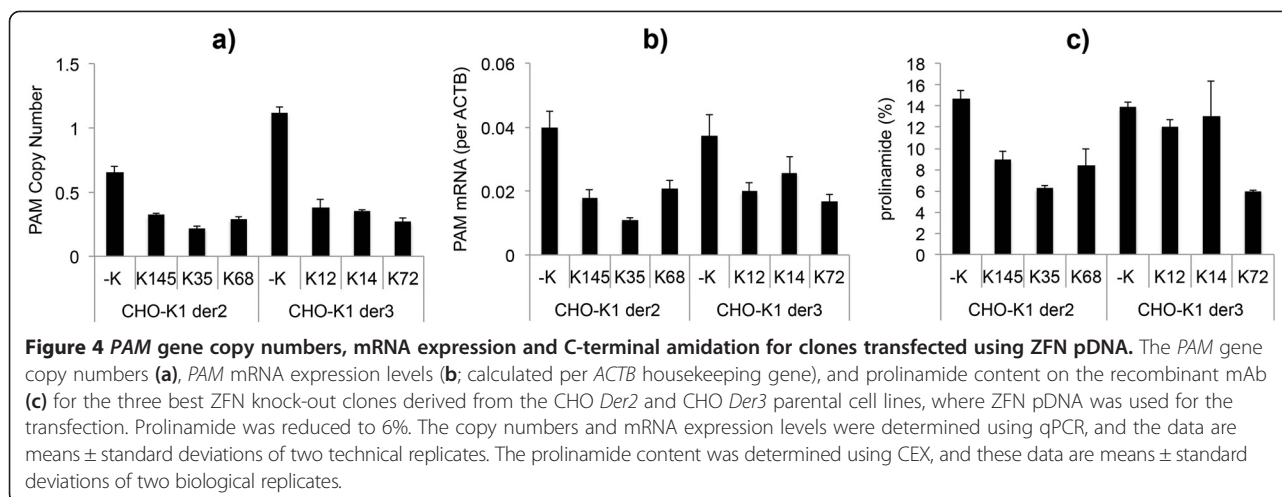 a)
b)
c)
PAM Copy Number
1.5
1
0.5
0
-K K145 K35 K68 -K K12 K14 K72
CHO-K1 der2 CHO-K1 der3
PAM mRNA (per ACTB)
0.06
0.04
0.02
0
-K K145 K35 K68 -K K12 K14 K72
CHO-K1 der2 CHO-K1 der3
prolinamide (%)
18
16
14
12
10
8
6
4
2
0
-K K145 K35 K68 -K K12 K14 K72
CHO-K1 der2 CHO-K1 der3
Figure 4 PAM gene copy numbers, mRNA expression and C-terminal amidation for clones transfected using ZFN pDNA. The PAM gene
copy numbers (a), PAM mRNA expression levels (b; calculated per ACTB housekeeping gene), and prolinamide content on the recombinant mAb
(c) for the three best ZFN knock-out clones derived from the CHO Der2 and CHO Der3 parental cell lines, where ZFN pDNA was used for the
transfection. Prolinamide was reduced to 6%. The copy numbers and mRNA expression levels were determined using qPCR, and the data are
means ± standard deviations of two technical replicates. The prolinamide content was determined using CEX, and these data are means ± standard
deviations of two biological replicates.